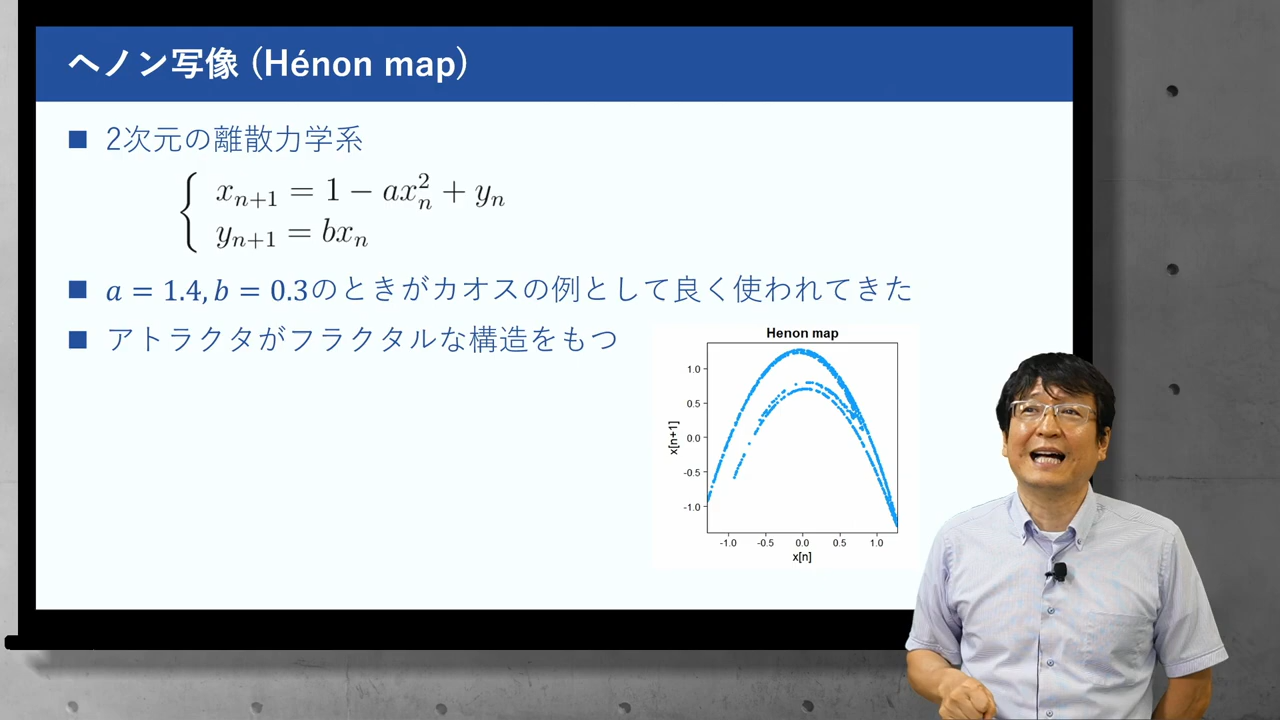 ヘノン写像 (Hénon map)
■ 2次元の離散力学系
x_{n+1} = 1 − ax_n^2 + y_n
y_{n+1} = bx_n
■ a = 1.4, b = 0.3のときがカオスの例として良く使われてきた
■ アトラクタがフラクタルな構造をもつ
Henon map
1.0
0.5
0.0
-0.5
-1.0
x[n+1]
-1.0 -0.5 0.0 0.5 1.0
x[n]